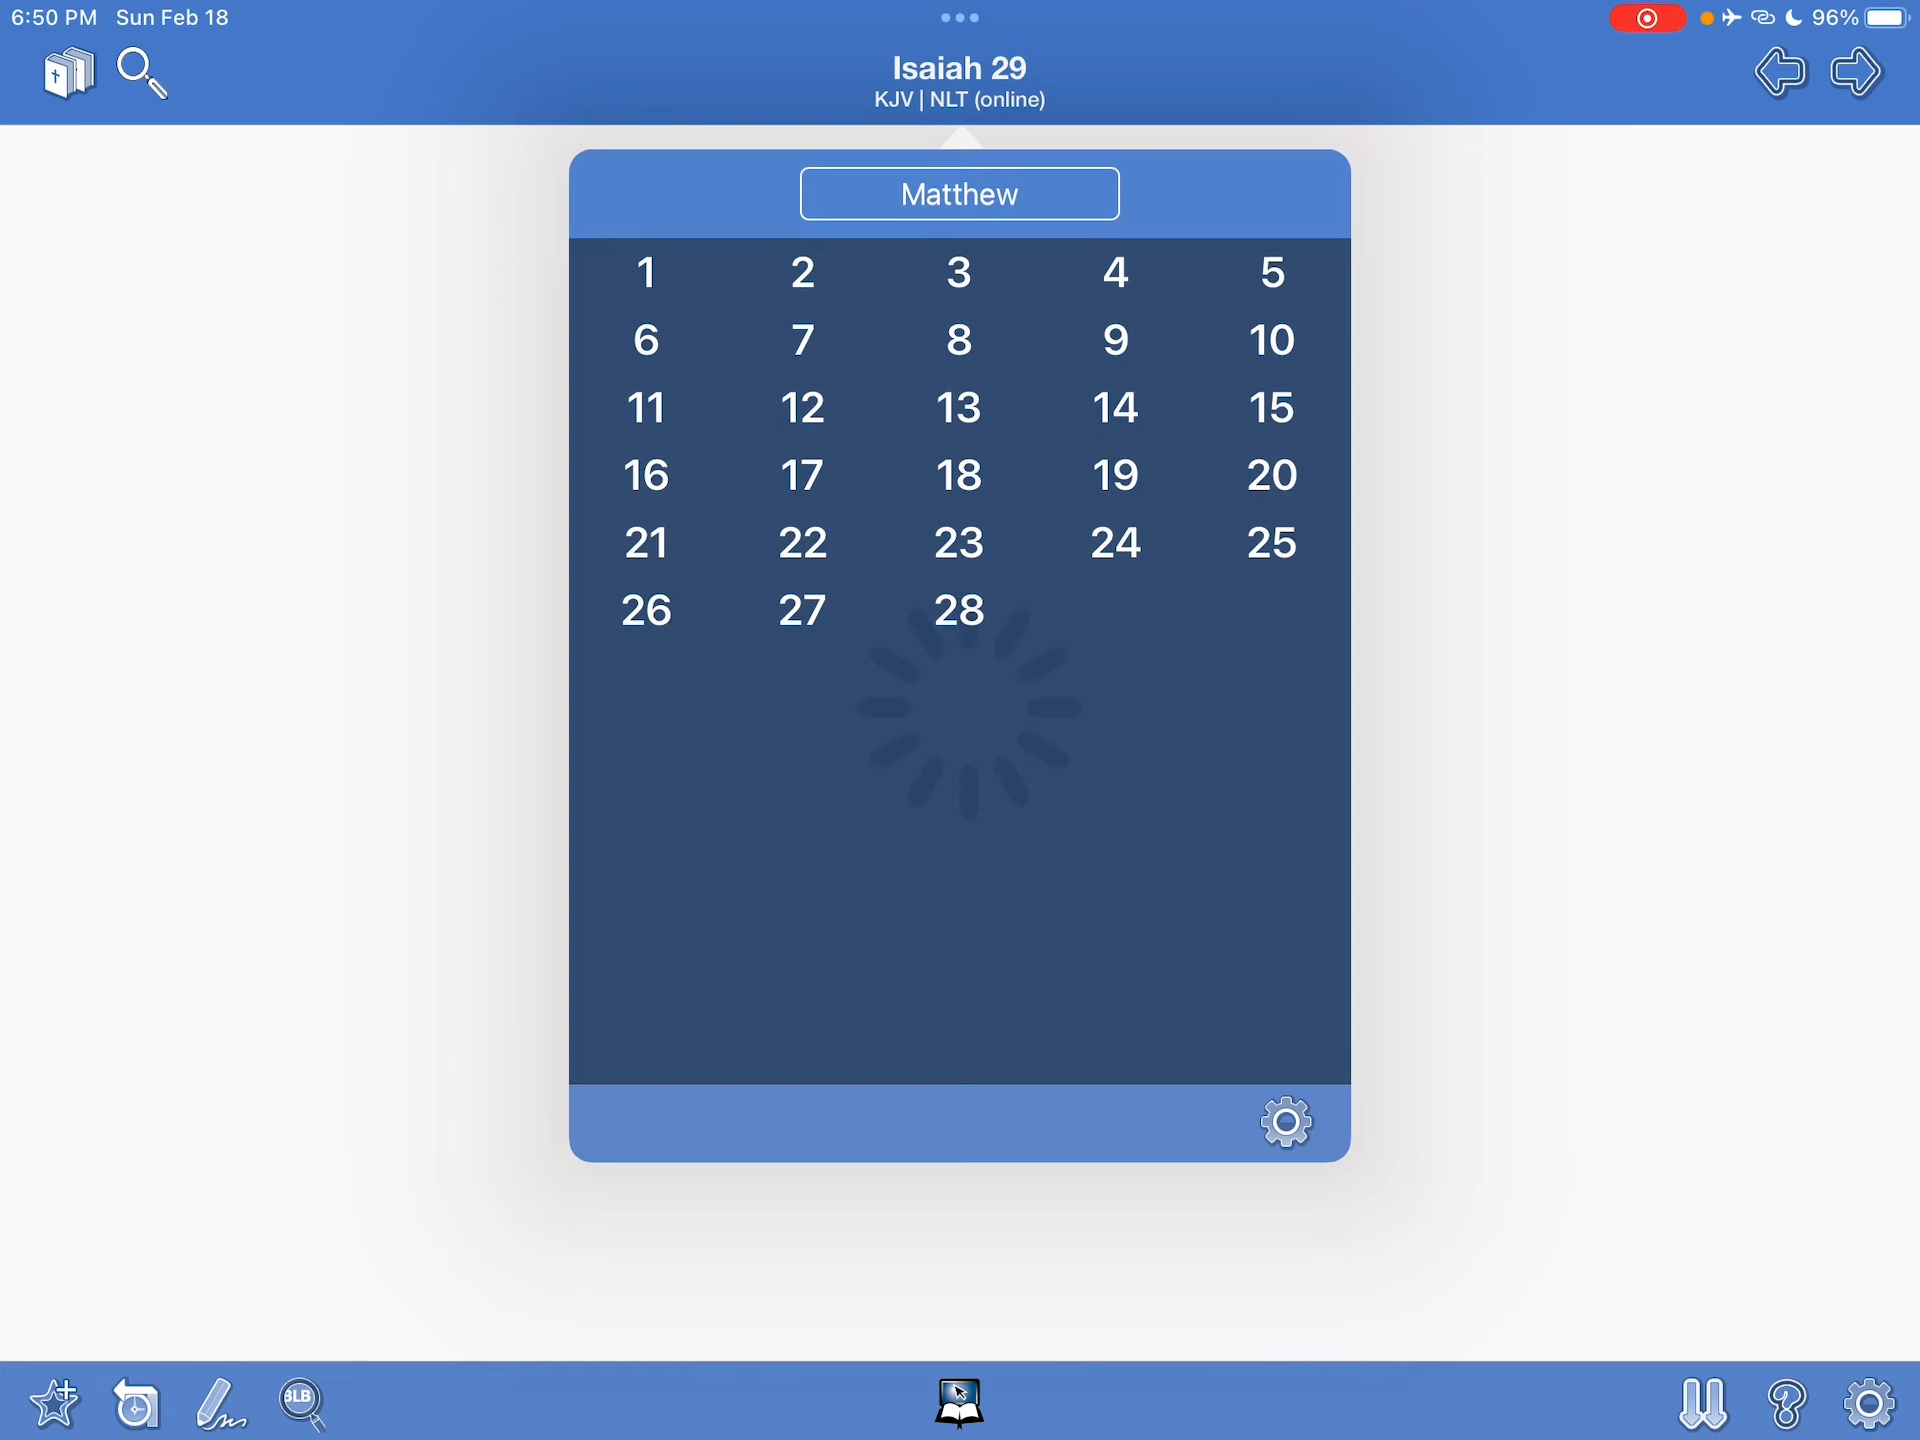 6:50 PM Sun Feb 18
96%
Isaiah 29
KJV | NLT (online)
Matthew
1 2 3 4 5
6 7 8 9 10
11 12 13 14 15
16 17 18 19 20
21 22 23 24 25
26 27 28
BLB